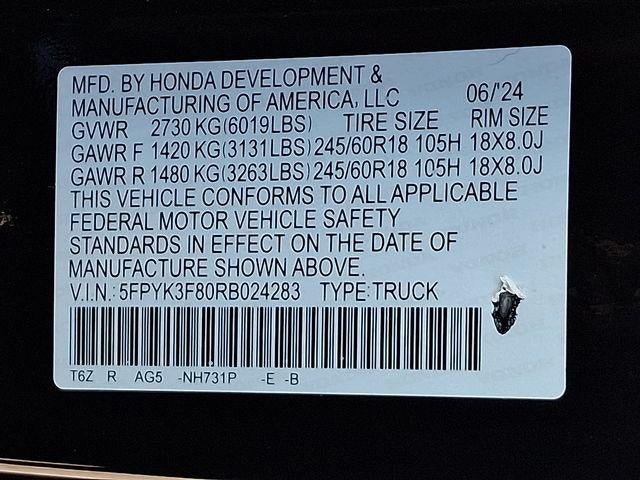 MFD. BY HONDA DEVELOPMENT &
MANUFACTURING OF AMERICA, LLC 06/'24
GVWR 2730 KG(6019LBS) TIRE SIZE RIM SIZE
GAWR F 1420 KG(3131LBS) 245/60R18 105H 18X8.0J
GAWR R 1480 KG(3263LBS) 245/60R18 105H 18X8.0J
THIS VEHICLE CONFORMS TO ALL APPLICABLE
FEDERAL MOTOR VEHICLE SAFETY
STANDARDS IN EFFECT ON THE DATE OF
MANUFACTURE SHOWN ABOVE.
V.I.N.: 5FPYK3F80RB024283 TYPE: TRUCK
T6Z R AG5 -NH731P -E -B